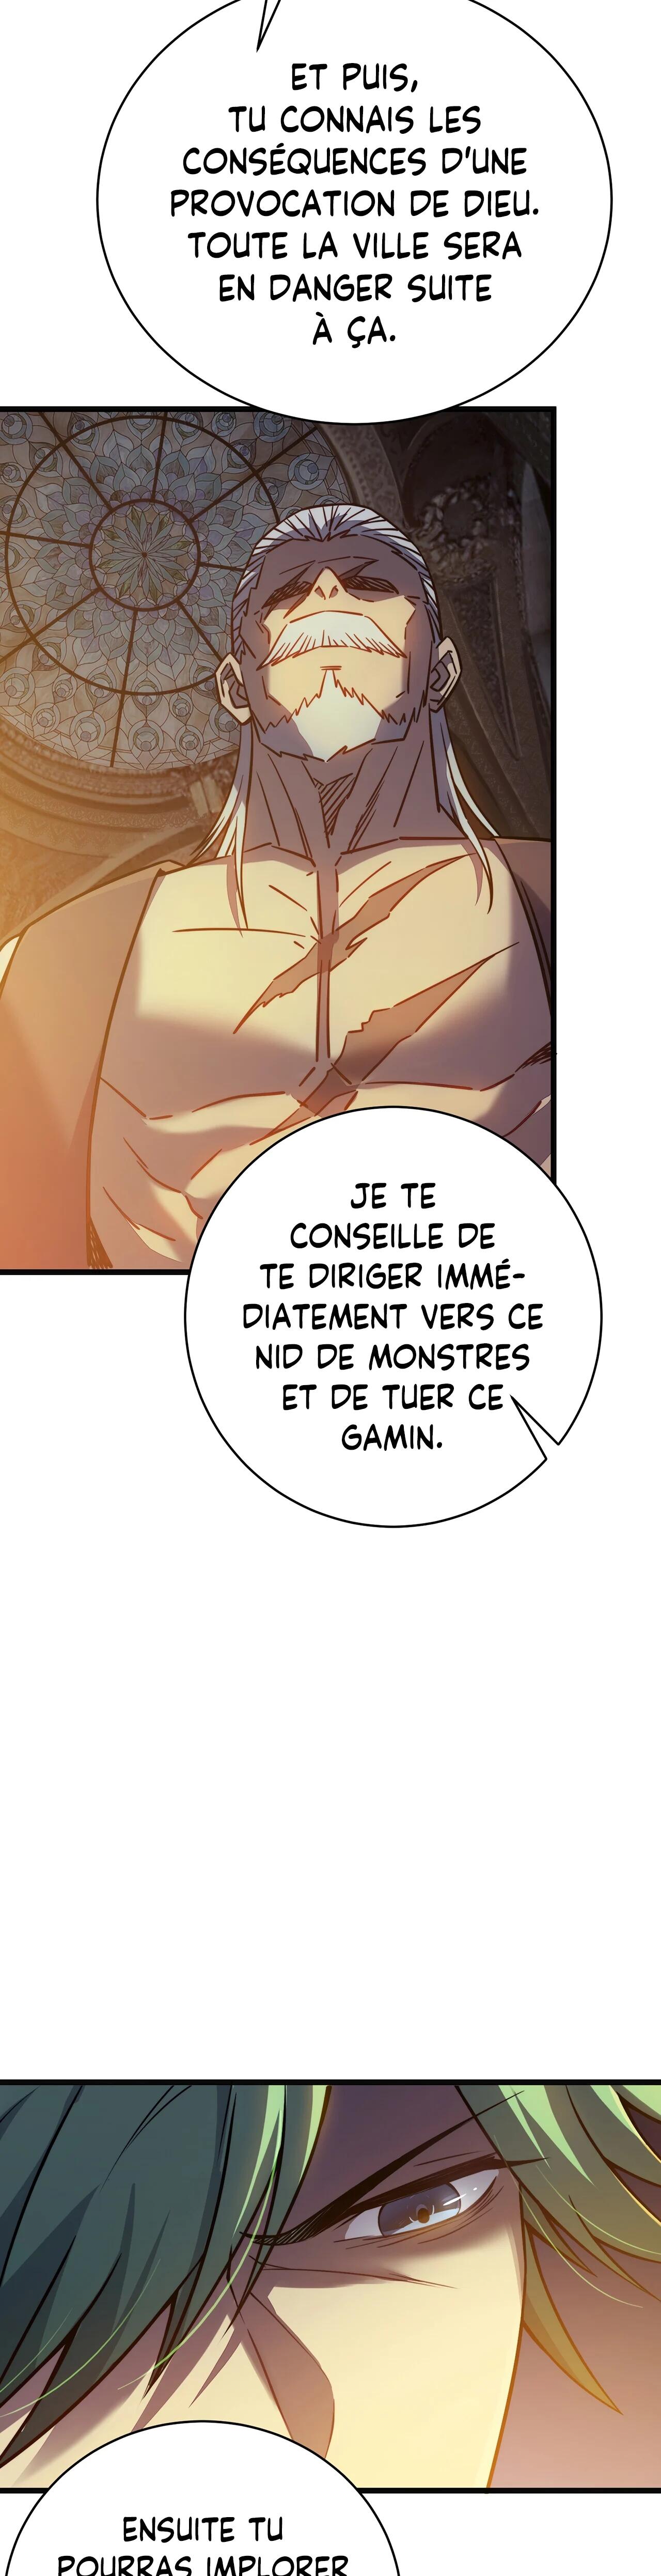 ET PUIS,
TU CONNAIS LES
CONSÉQUENCES D'UNE
PROVOCATION DE DIEU.
TOUTE LA VILLE SERA
EN DANGER SUITE
À ÇA.
JE TE
CONSEILLE DE
TE DIRIGER IMMÉ-
DIATEMENT VERS CE
NID DE MONSTRES
ET DE TUER CE
GAMIN.
ENSUITE TU
POURRAS IMPLORER